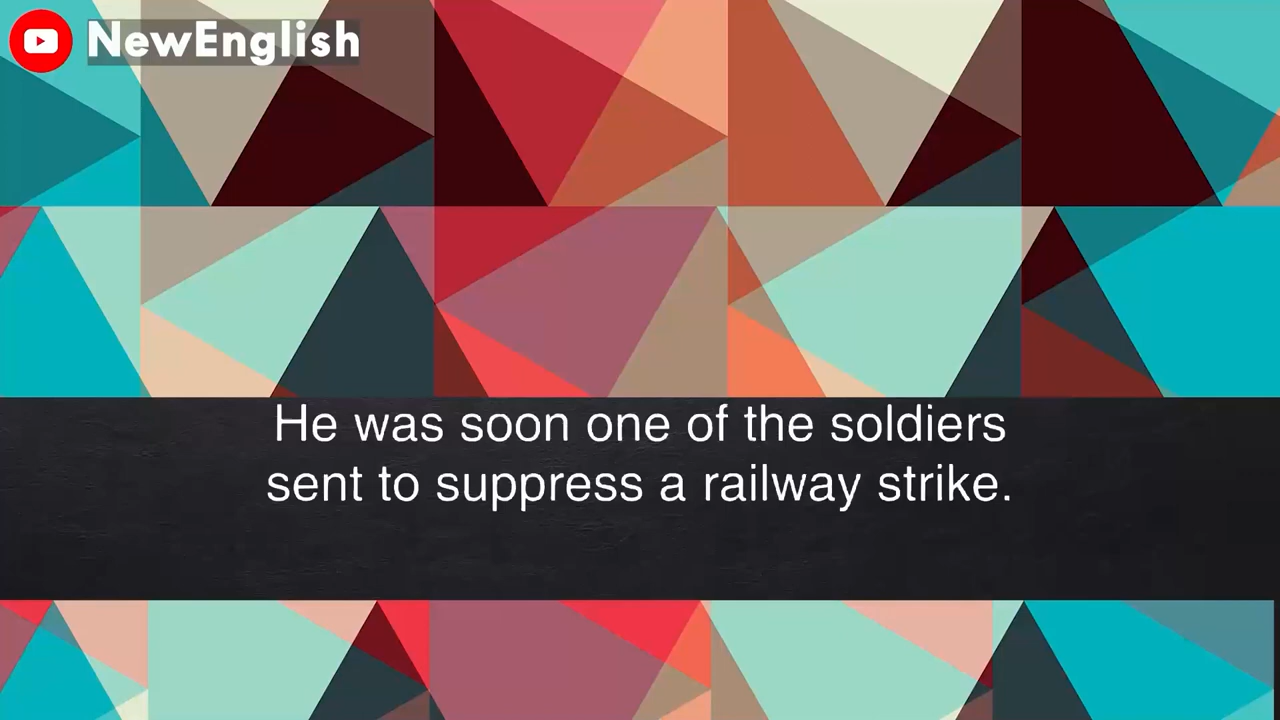 NewEnglish
He was soon one of the soldiers
sent to suppress a railway strike.